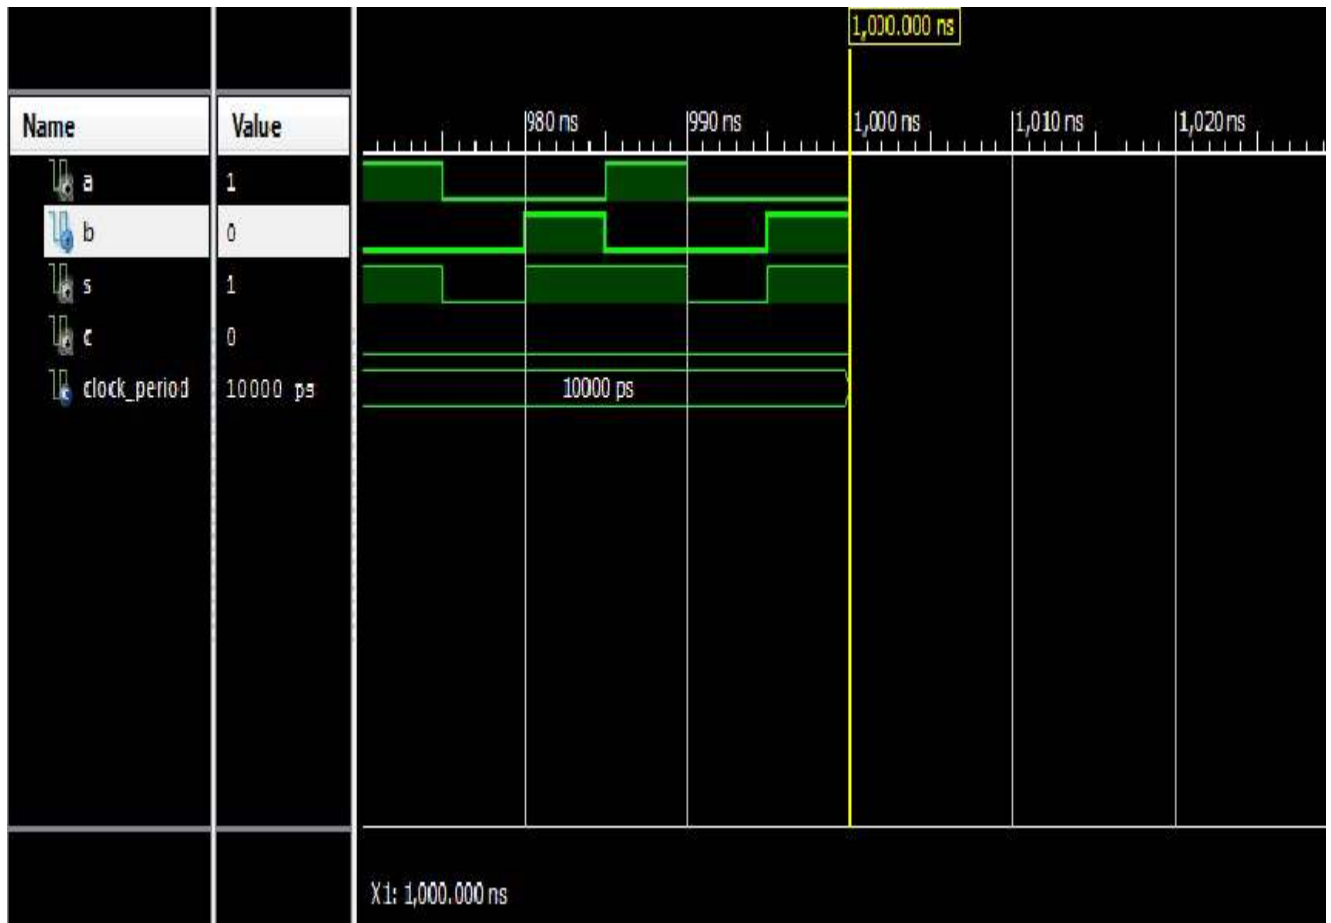 1,000.000 ns
Name Value 980 ns 990 ns 1,000 ns 1,010 ns 1,020 ns
a 1
b 0
s 1
c 0
clock_period 10000 ps 10000 ps
X1: 1,000.000 ns